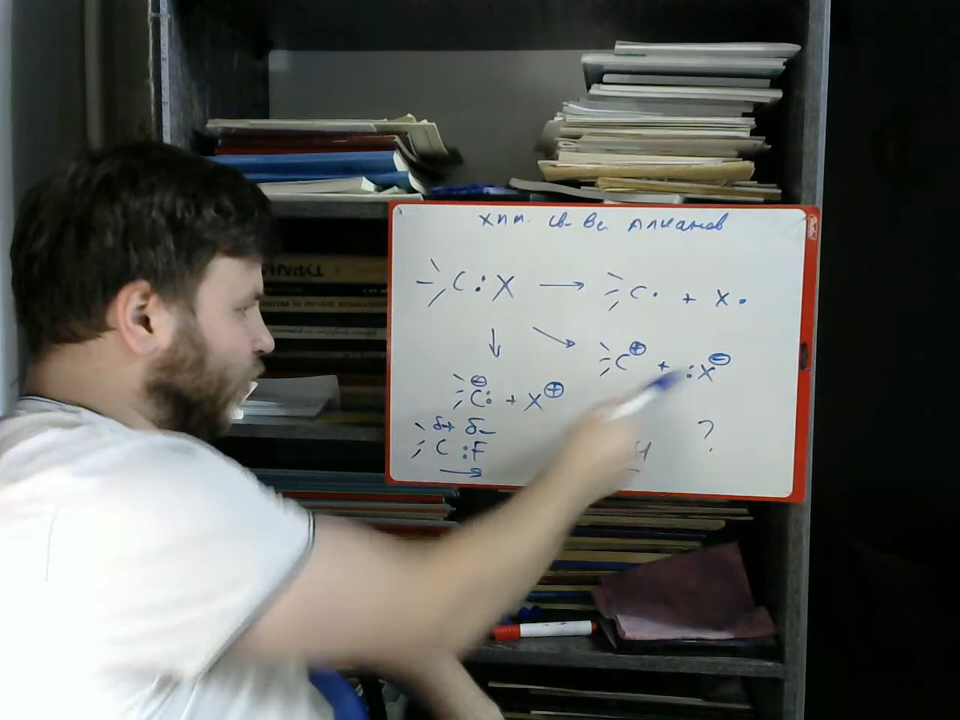 хим. св-ва Алканов
C : X → C· + X·
↓ ↘ C⊕ + :X⊖
C:⊖ + X⊕
δ+ δ-
C :F H ?